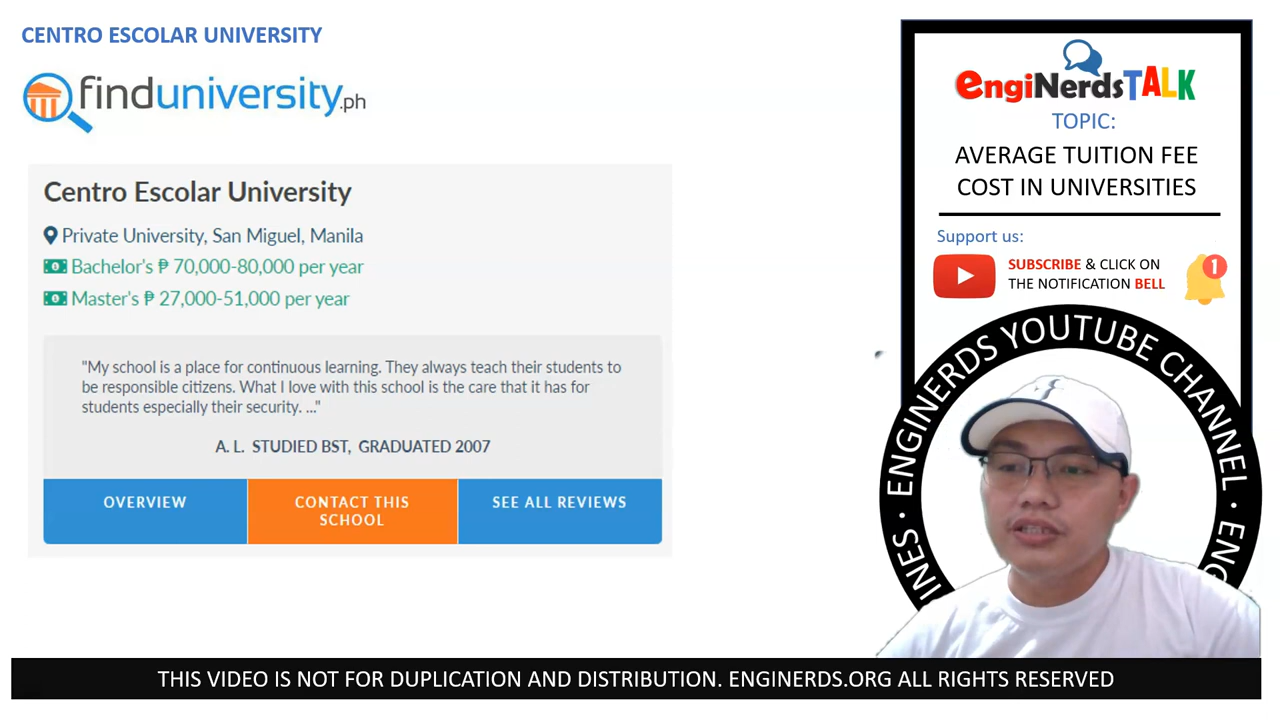 CENTRO ESCOLAR UNIVERSITY
finduniversity.ph
Centro Escolar University
Private University, San Miguel, Manila
Bachelor's ₱ 70,000-80,000 per year
Master's ₱ 27,000-51,000 per year
"My school is a place for continuous learning. They always teach their students to
be responsible citizens. What I love with this school is the care that it has for
students especially their security. ..."
A. L. STUDIED BST, GRADUATED 2007
OVERVIEW
CONTACT THIS
SCHOOL
SEE ALL REVIEWS
engiNerdsTALK
TOPIC:
AVERAGE TUITION FEE
COST IN UNIVERSITIES
Support us:
SUBSCRIBE & CLICK ON
THE NOTIFICATION BELL
1
INES · ENGINERDS YOUTUBE CHANNEL · ENG
THIS VIDEO IS NOT FOR DUPLICATION AND DISTRIBUTION. ENGINERDS.ORG ALL RIGHTS RESERVED